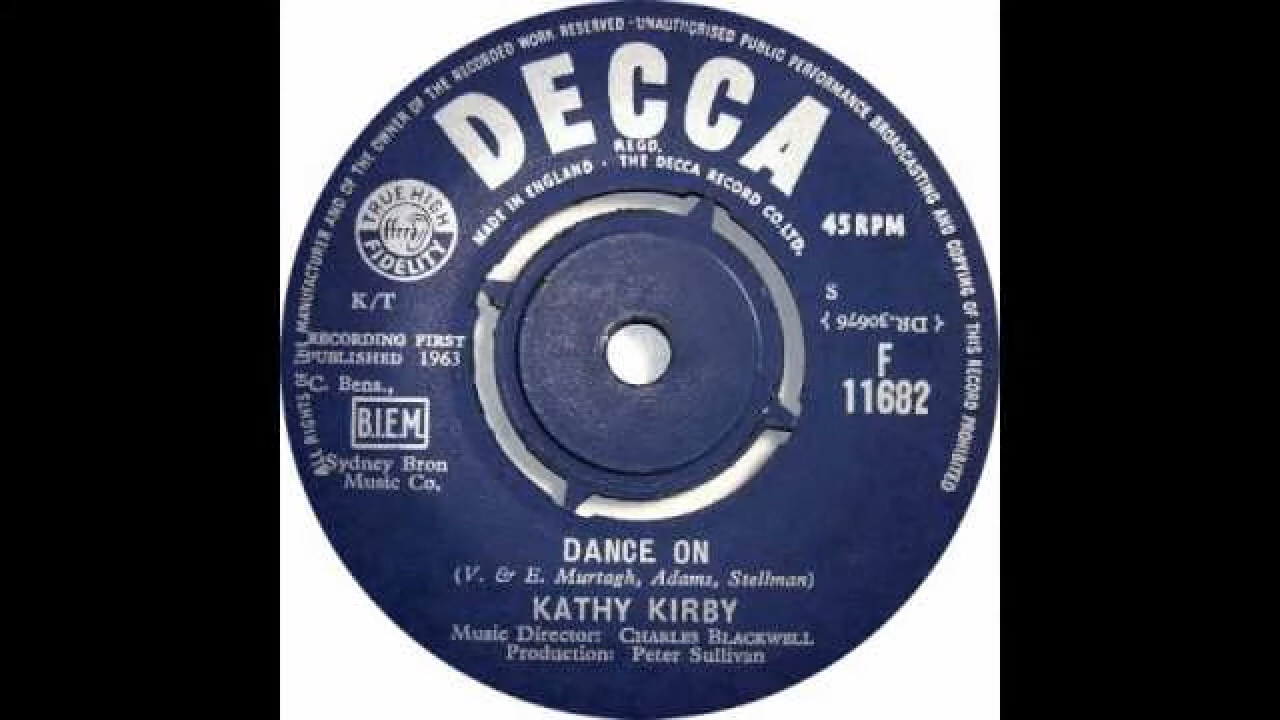 ALL RIGHTS OF THE MANUFACTURER AND OF THE OWNER OF THE RECORDED WORK RESERVED · UNAUTHORISED PUBLIC PERFORMANCE BROADCASTING AND COPYING OF THIS RECORD PROHIBITED
DECCA
REGD.
MADE IN ENGLAND · THE DECCA RECORD CO. LTD.
TRUE HIGH
ffrr
FIDELITY
45 RPM
K/T
S
❴ DR.30676 ❵
RECORDING FIRST
PUBLISHED 1963
F
11682
C. Bens.,
B.I.E.M.
Sydney Bron
Music Co.
DANCE ON
(V. & E. Murtagh, Adams, Stellman)
KATHY KIRBY
Music Director: CHARLES BLACKWELL
Production: Peter Sullivan